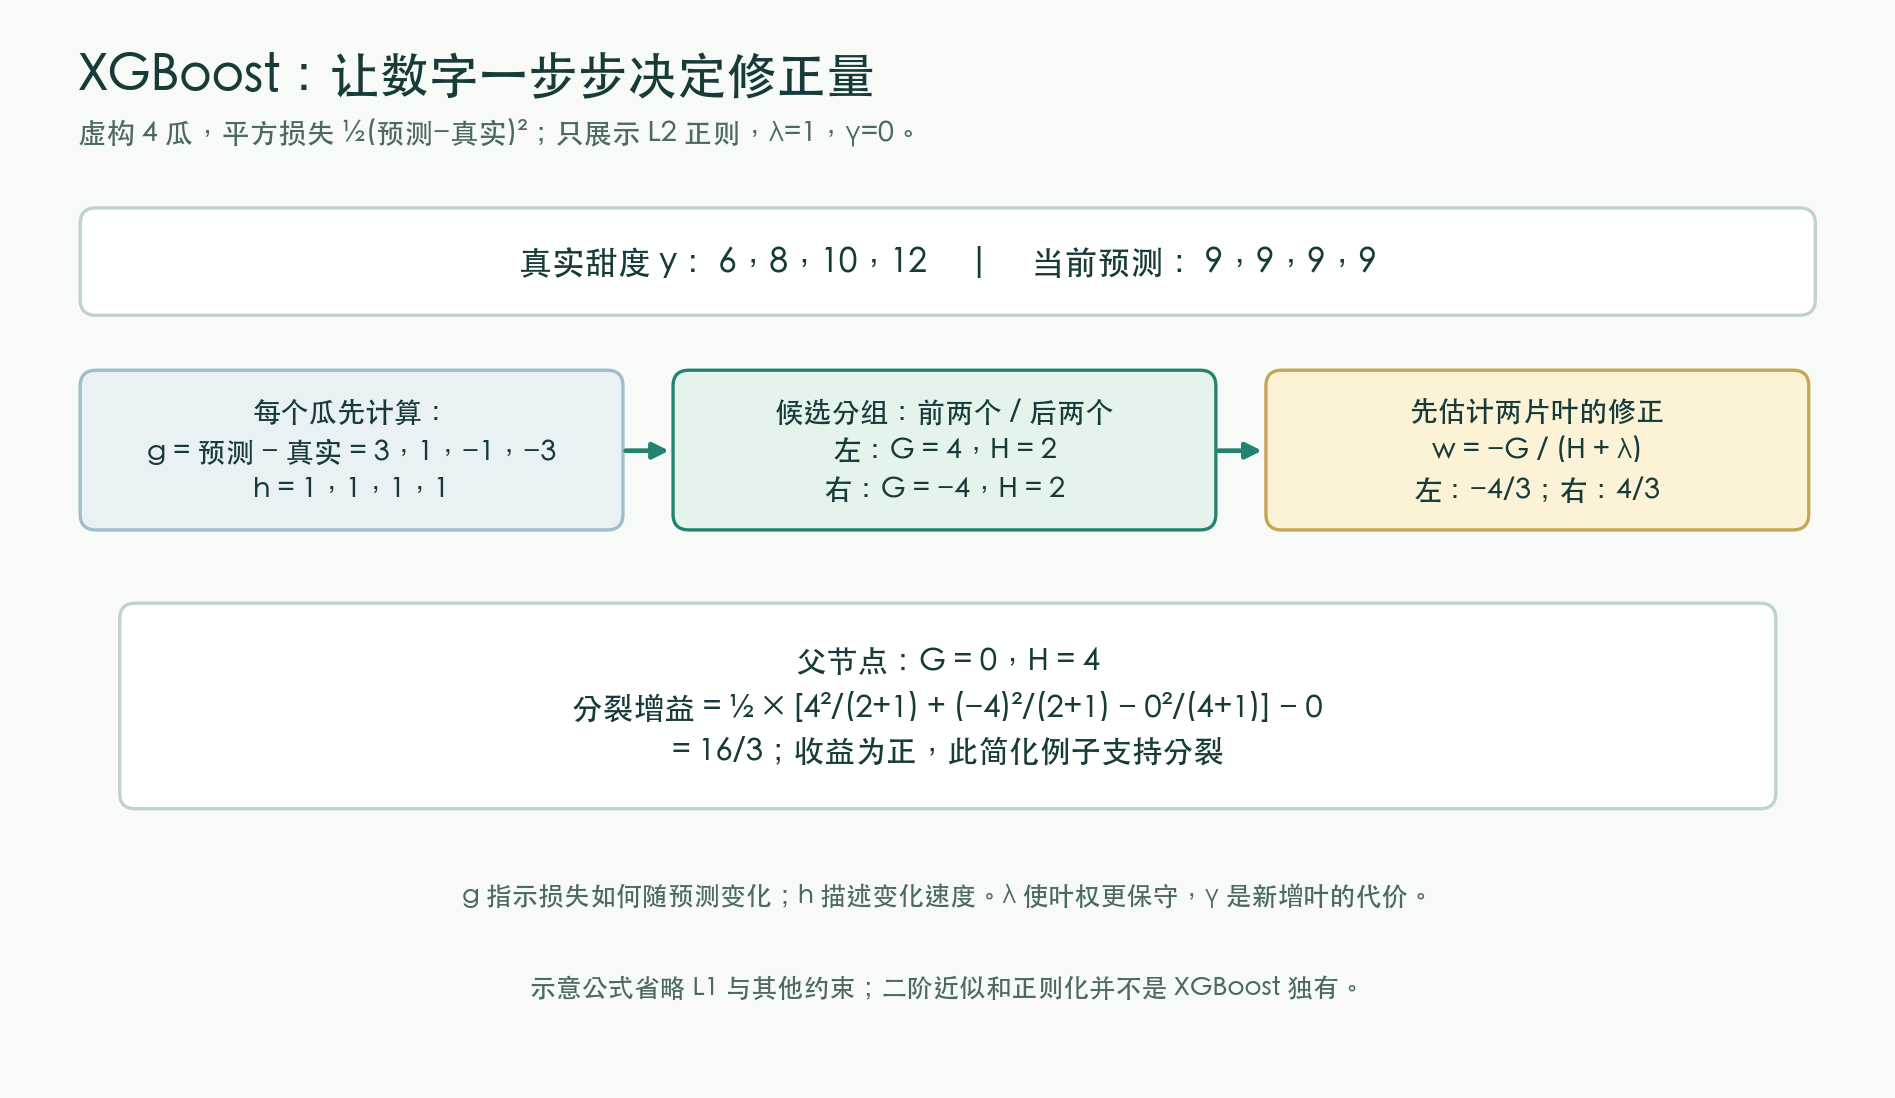 XGBoost：让数字一步步决定修正量
虚构 4 瓜，平方损失 ½(预测−真实)²；只展示 L2 正则，λ=1，γ=0。
真实甜度 y： 6，8，10，12 | 当前预测： 9，9，9，9
每个瓜先计算：
g = 预测 − 真实 = 3，1，−1，−3
h = 1，1，1，1
候选分组：前两个 / 后两个
左：G = 4，H = 2
右：G = −4，H = 2
先估计两片叶的修正
w = −G / (H + λ)
左：−4/3；右：4/3
父节点：G = 0，H = 4
分裂增益 = ½ × [4²/(2+1) + (−4)²/(2+1) − 0²/(4+1)] − 0
= 16/3；收益为正，此简化例子支持分裂
g 指示损失如何随预测变化；h 描述变化速度。λ 使叶权更保守，γ 是新增叶的代价。
示意公式省略 L1 与其他约束；二阶近似和正则化并不是 XGBoost 独有。